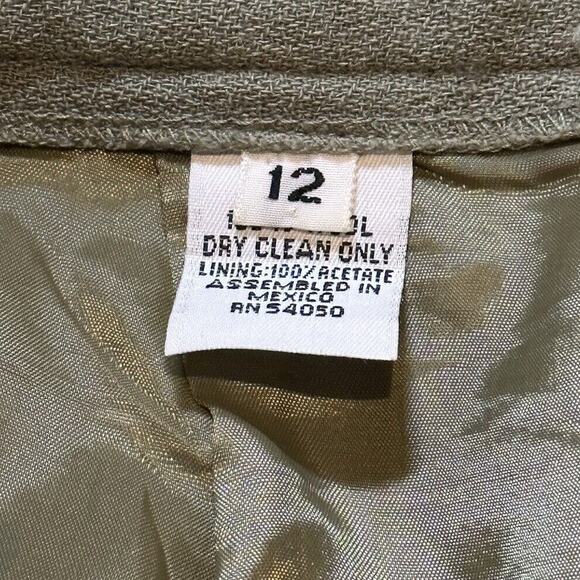 12
DRY CLEAN ONLY
LINING:100% ACETATE
ASSEMBLED IN
MEXICO
RN 54050